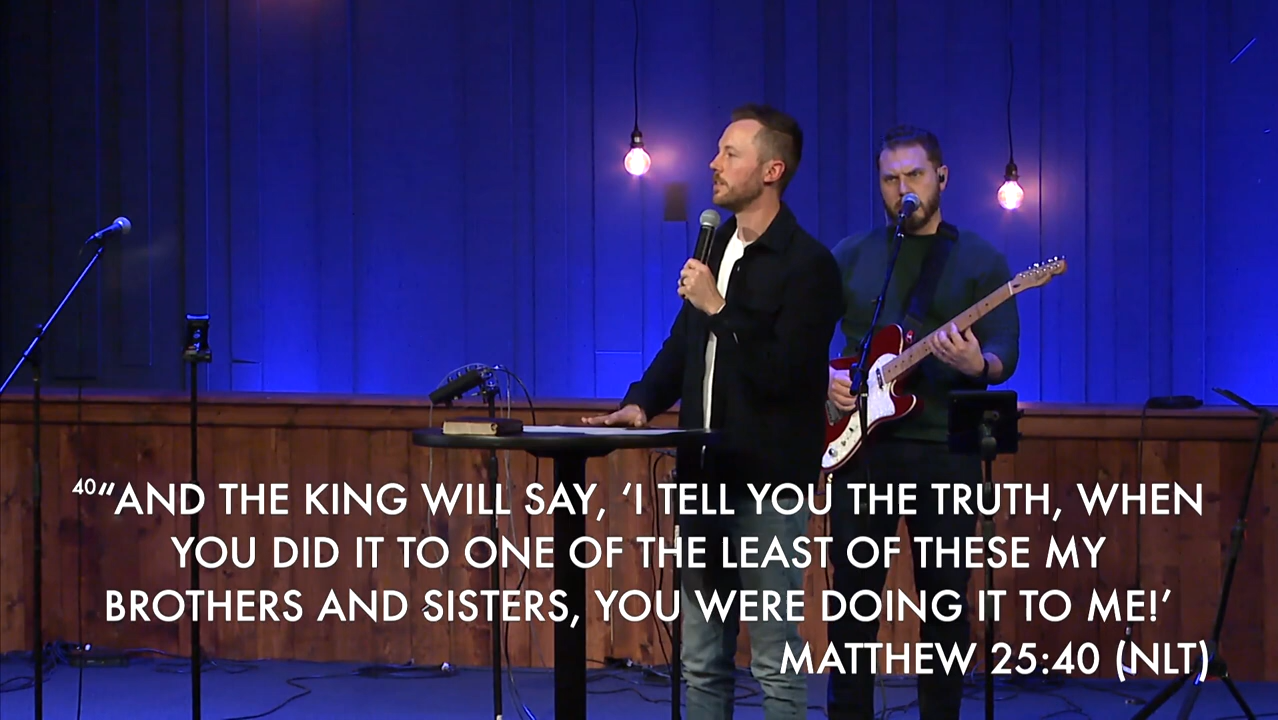 40"AND THE KING WILL SAY, ‘I TELL YOU THE TRUTH, WHEN
YOU DID IT TO ONE OF THE LEAST OF THESE MY
BROTHERS AND SISTERS, YOU WERE DOING IT TO ME!’
MATTHEW 25:40 (NLT)